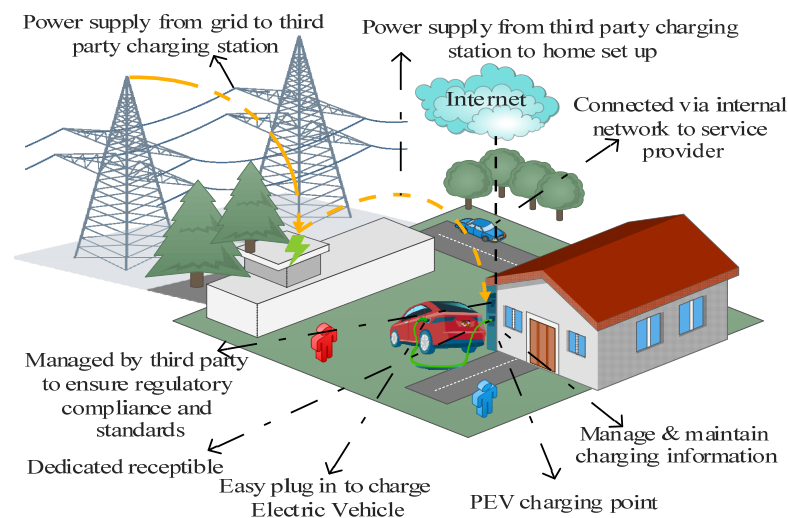 Power supply from grid to third
party charging station
Power supply from third party charging
station to home set up
Internet
Connected via internal
network to service
provider
Managed by third party
to ensure regulatory
compliance and
standards
Dedicated receptible
Easy plug in to charge
Electric Vehicle
PEV charging point
Manage & maintain
charging information